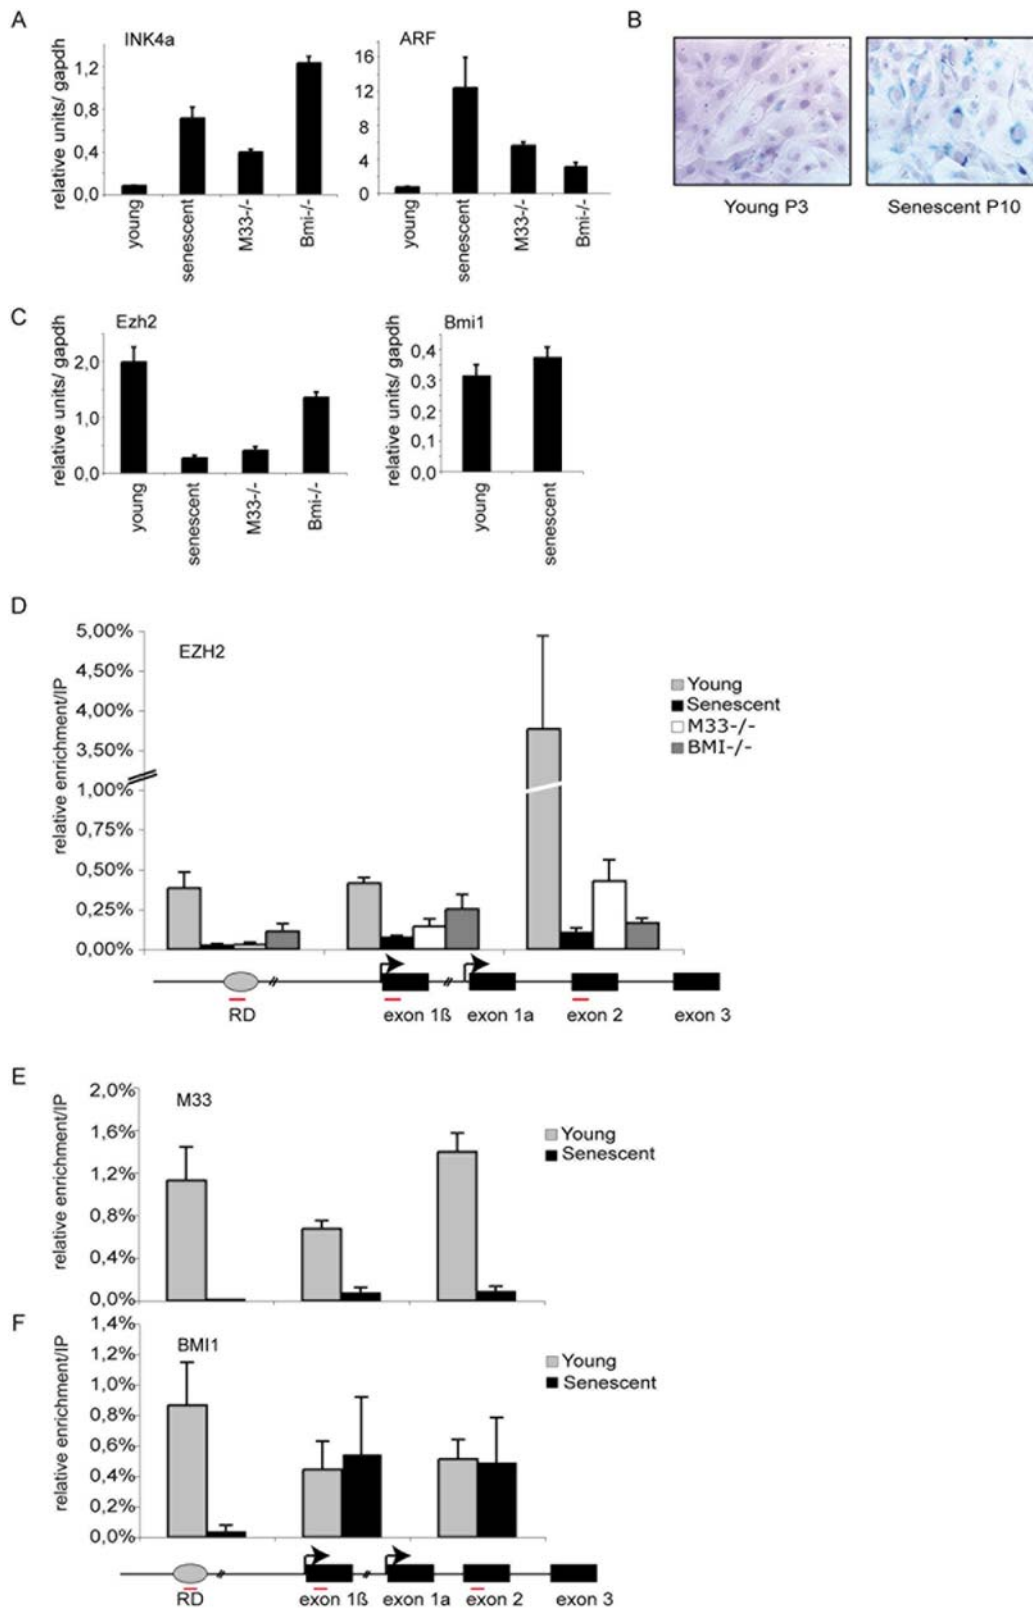 A
INK4a
relative units/ gapdh
1,2
0,8
0,4
0,0
young
senescent
M33-/-
Bmi-/-
ARF
16
12
8
4
0
young
senescent
M33-/-
Bmi-/-
B
Young P3
Senescent P10
C
Ezh2
relative units/ gapdh
2,0
1,0
0,0
young
senescent
M33-/-
Bmi-/-
Bmi1
relative units/ gapdh
0,4
0,3
0,2
0,1
0,0
young
senescent
D
EZH2
relative enrichment/IP
5,00%
4,50%
4,00%
3,50%
1,00%
0,75%
0,50%
0,25%
0,00%
Young
Senescent
M33-/-
BMI-/-
RD
exon 1ß
exon 1a
exon 2
exon 3
E
M33
relative enrichment/IP
2,0%
1,6%
1,2%
0,8%
0,4%
0,0%
Young
Senescent
F
BMI1
relative enrichment/IP
1,4%
1,2%
1,0%
0,8%
0,6%
0,4%
0,2%
0,0%
Young
Senescent
RD
exon 1ß
exon 1a
exon 2
exon 3